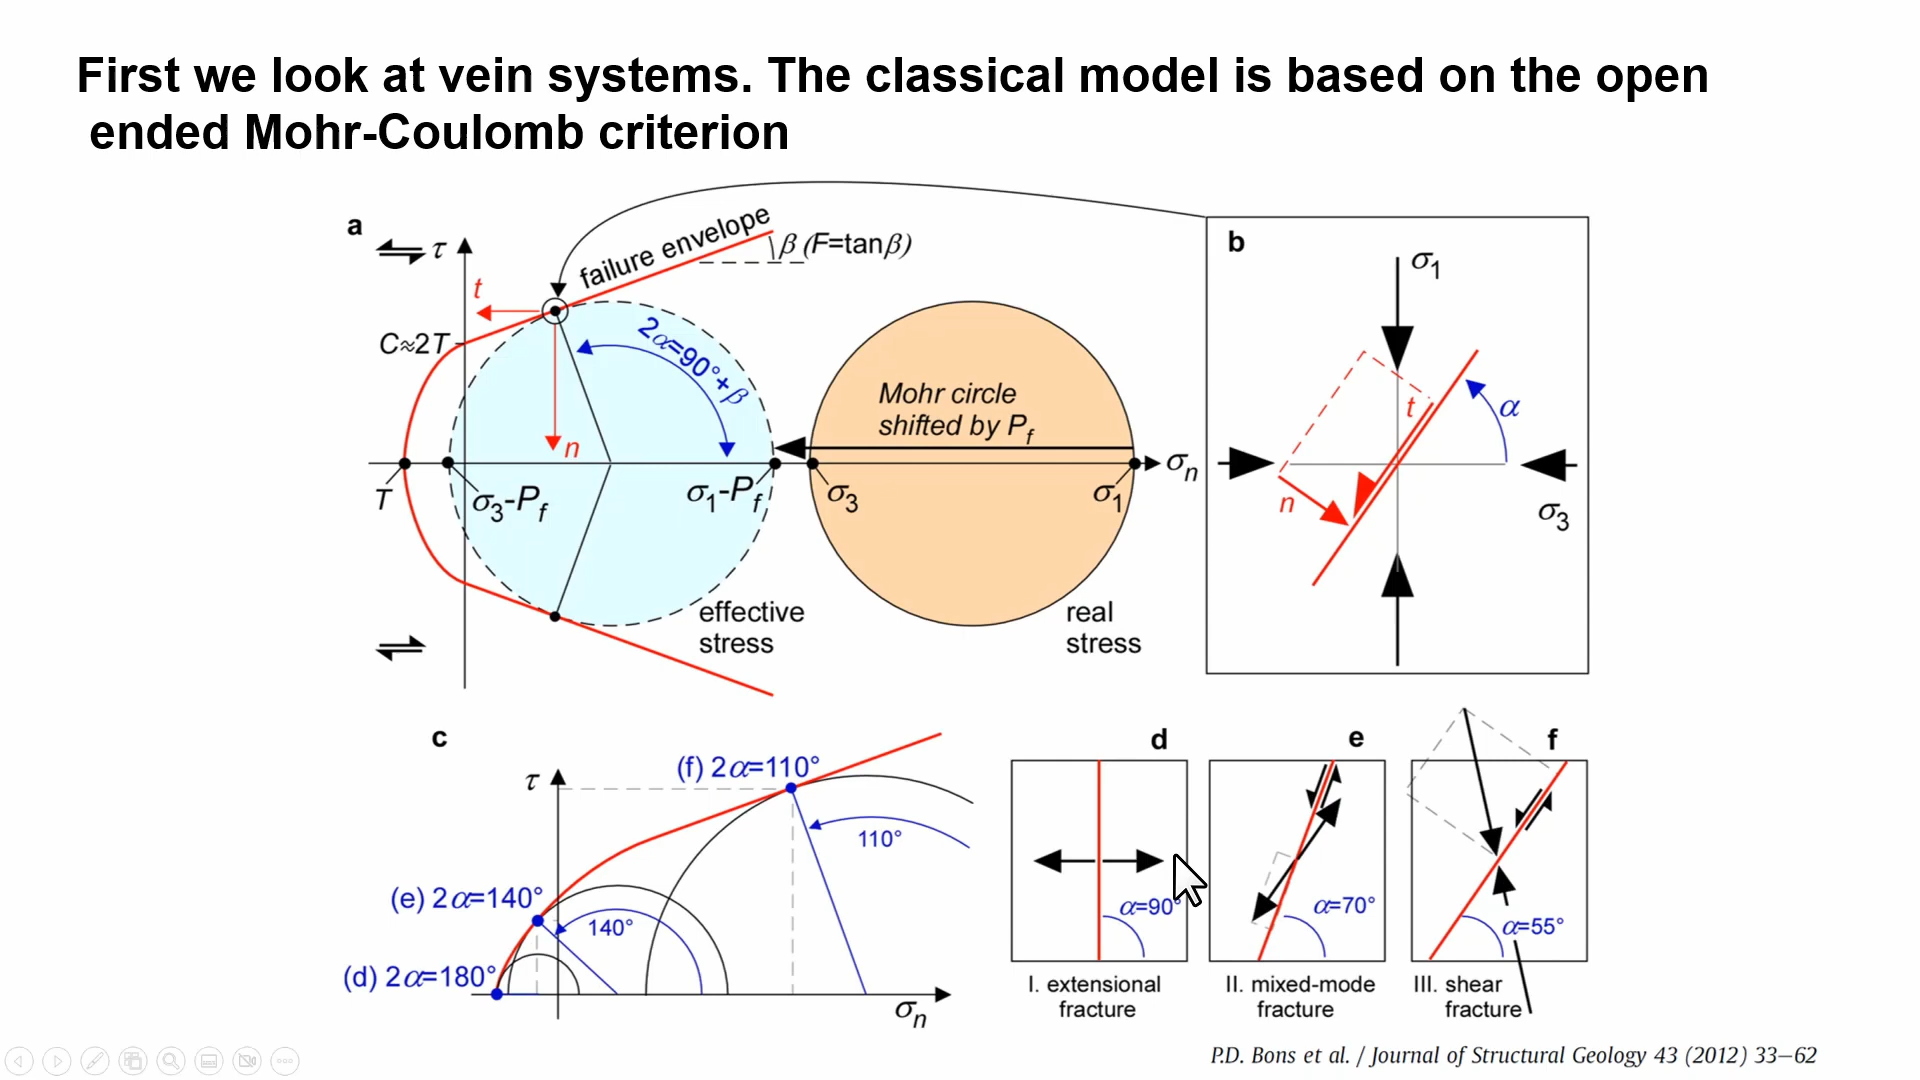 First we look at vein systems. The classical model is based on the open
ended Mohr-Coulomb criterion
a
τ
failure envelope
β (F=tanβ)
t
C≈2T
2α=90°+β
n
T
σ3-Pf
σ1-Pf
Mohr circle
shifted by Pf
σ3
σ1
σn
effective
stress
real
stress
b
σ1
t
α
n
σ3
c
τ
(f) 2α=110°
110°
(e) 2α=140°
140°
(d) 2α=180°
σn
d
α=90°
I. extensional
fracture
e
α=70°
II. mixed-mode
fracture
f
α=55°
III. shear
fracture
P.D. Bons et al. / Journal of Structural Geology 43 (2012) 33–62